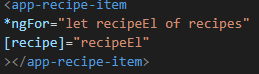 <app-recipe-item
*ngFor="let recipeEl of recipes"
[recipe]="recipeEl"
></app-recipe-item>